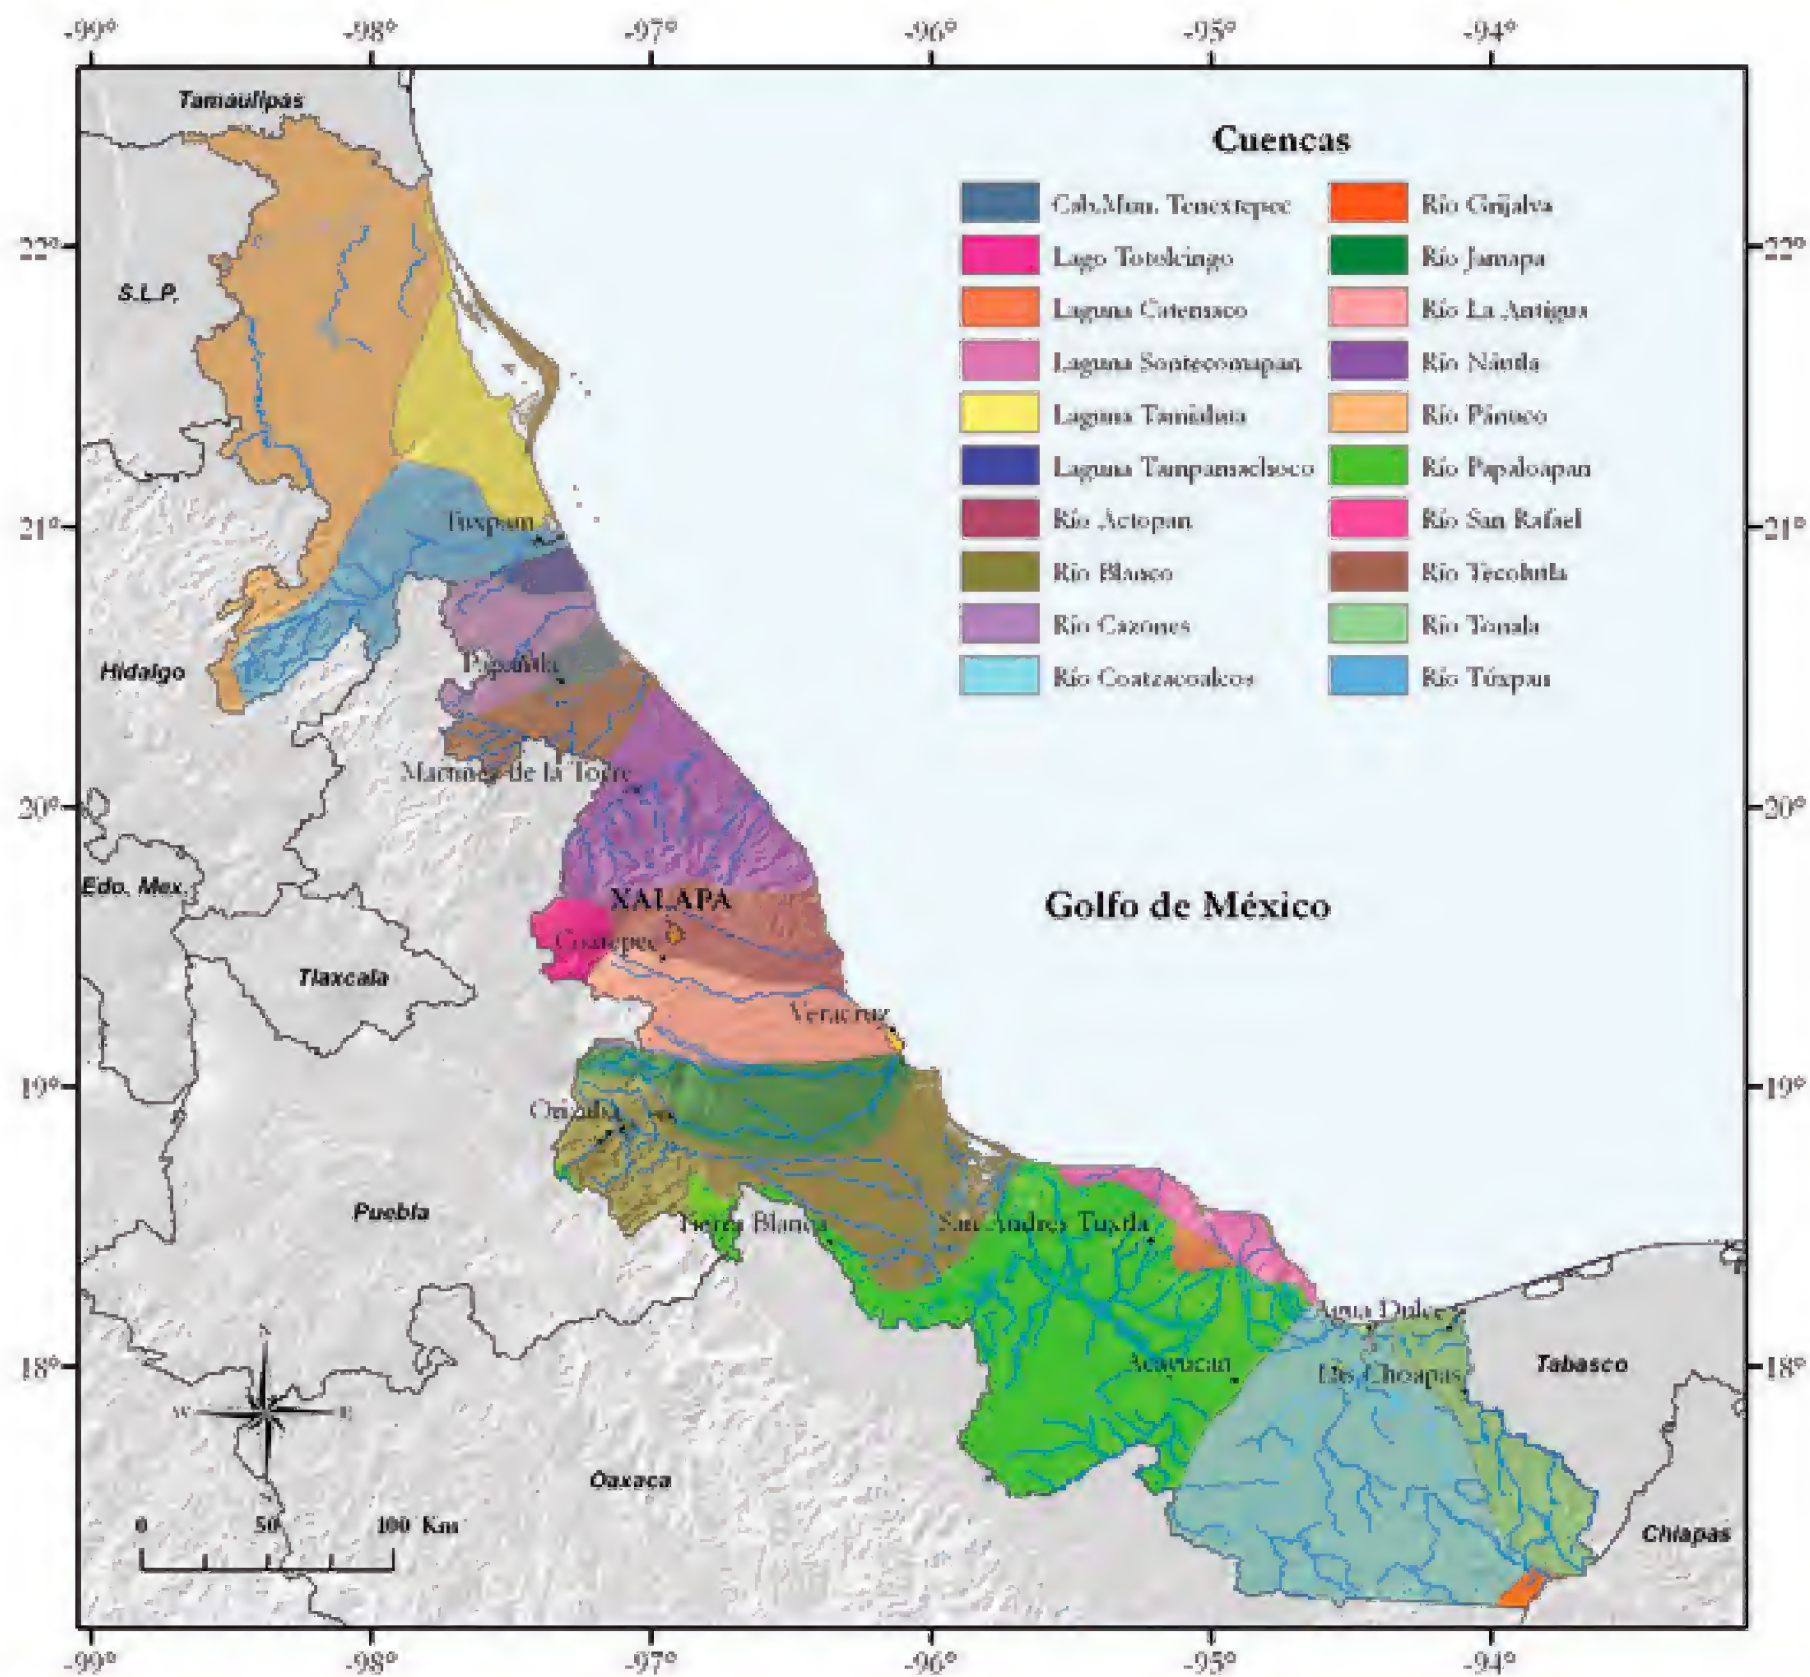 -99° -98° -97° -96° -95° -94°
Tamaulipas
Cuencas
Cab.Mun. Tenextepec
Río Grijalva
22°
22°
Lago Totolcingo
Río Jamapa
S.L.P.
Laguna Catemaco
Río La Antigua
Laguna Sontecomapan
Río Náutla
Laguna Tamiahua
Río Pánuco
Laguna Tampamachoco
Río Papaloapan
21°
Tuxpam
Río Actopan
Río San Rafael
21°
Río Blanco
Río Tecolutla
Río Cazones
Río Tonala
Hidalgo
Papantla
Río Coatzacoalcos
Río Túxpan
Martínez de la Torre
20°
20°
Edo. Mex.
XALAPA
Golfo de México
Coatepec
Tlaxcala
Veracruz
19°
19°
Orizaba
Puebla
Tierra Blanca
San Andres Tuxtla
Agua Dulce
18°
Acayucan
Las Choapas
Tabasco
18°
N
W E
Oaxaca
0 50 100 Km
Chiapas
-99° -98° -97° -96° -95° -94°